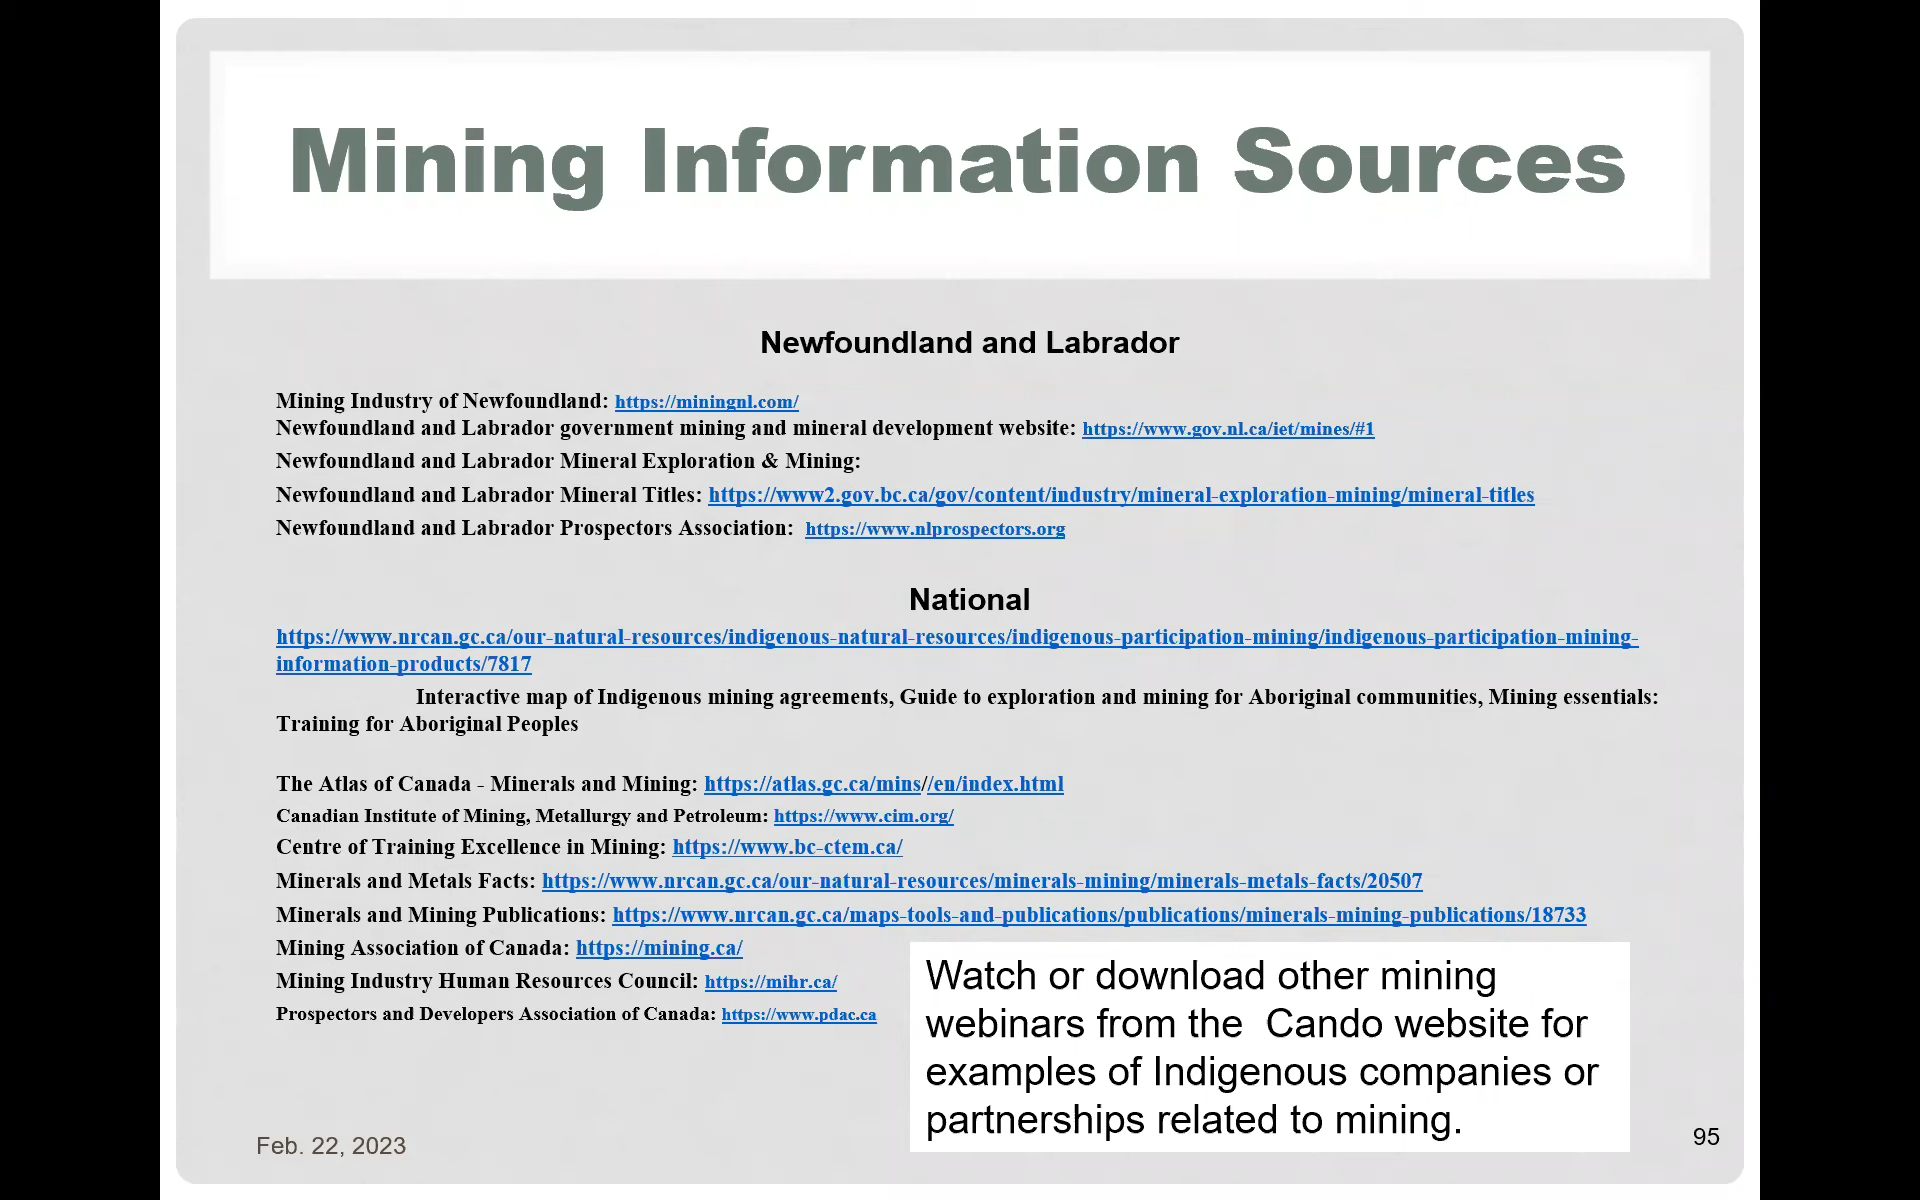 Mining Information Sources
Newfoundland and Labrador
Mining Industry of Newfoundland: https://miningnl.com/
Newfoundland and Labrador government mining and mineral development website: https://www.gov.nl.ca/iet/mines/#1
Newfoundland and Labrador Mineral Exploration & Mining:
Newfoundland and Labrador Mineral Titles: https://www2.gov.bc.ca/gov/content/industry/mineral-exploration-mining/mineral-titles
Newfoundland and Labrador Prospectors Association:  https://www.nlprospectors.org
National
https://www.nrcan.gc.ca/our-natural-resources/indigenous-natural-resources/indigenous-participation-mining/indigenous-participation-mining-
information-products/7817
Interactive map of Indigenous mining agreements, Guide to exploration and mining for Aboriginal communities, Mining essentials:
Training for Aboriginal Peoples
The Atlas of Canada - Minerals and Mining: https://atlas.gc.ca/mins//en/index.html
Canadian Institute of Mining, Metallurgy and Petroleum: https://www.cim.org/
Centre of Training Excellence in Mining: https://www.bc-ctem.ca/
Minerals and Metals Facts: https://www.nrcan.gc.ca/our-natural-resources/minerals-mining/minerals-metals-facts/20507
Minerals and Mining Publications: https://www.nrcan.gc.ca/maps-tools-and-publications/publications/minerals-mining-publications/18733
Mining Association of Canada: https://mining.ca/
Mining Industry Human Resources Council: https://mihr.ca/
Prospectors and Developers Association of Canada: https://www.pdac.ca
Watch or download other mining
webinars from the  Cando website for
examples of Indigenous companies or
partnerships related to mining.
Feb. 22, 2023
95